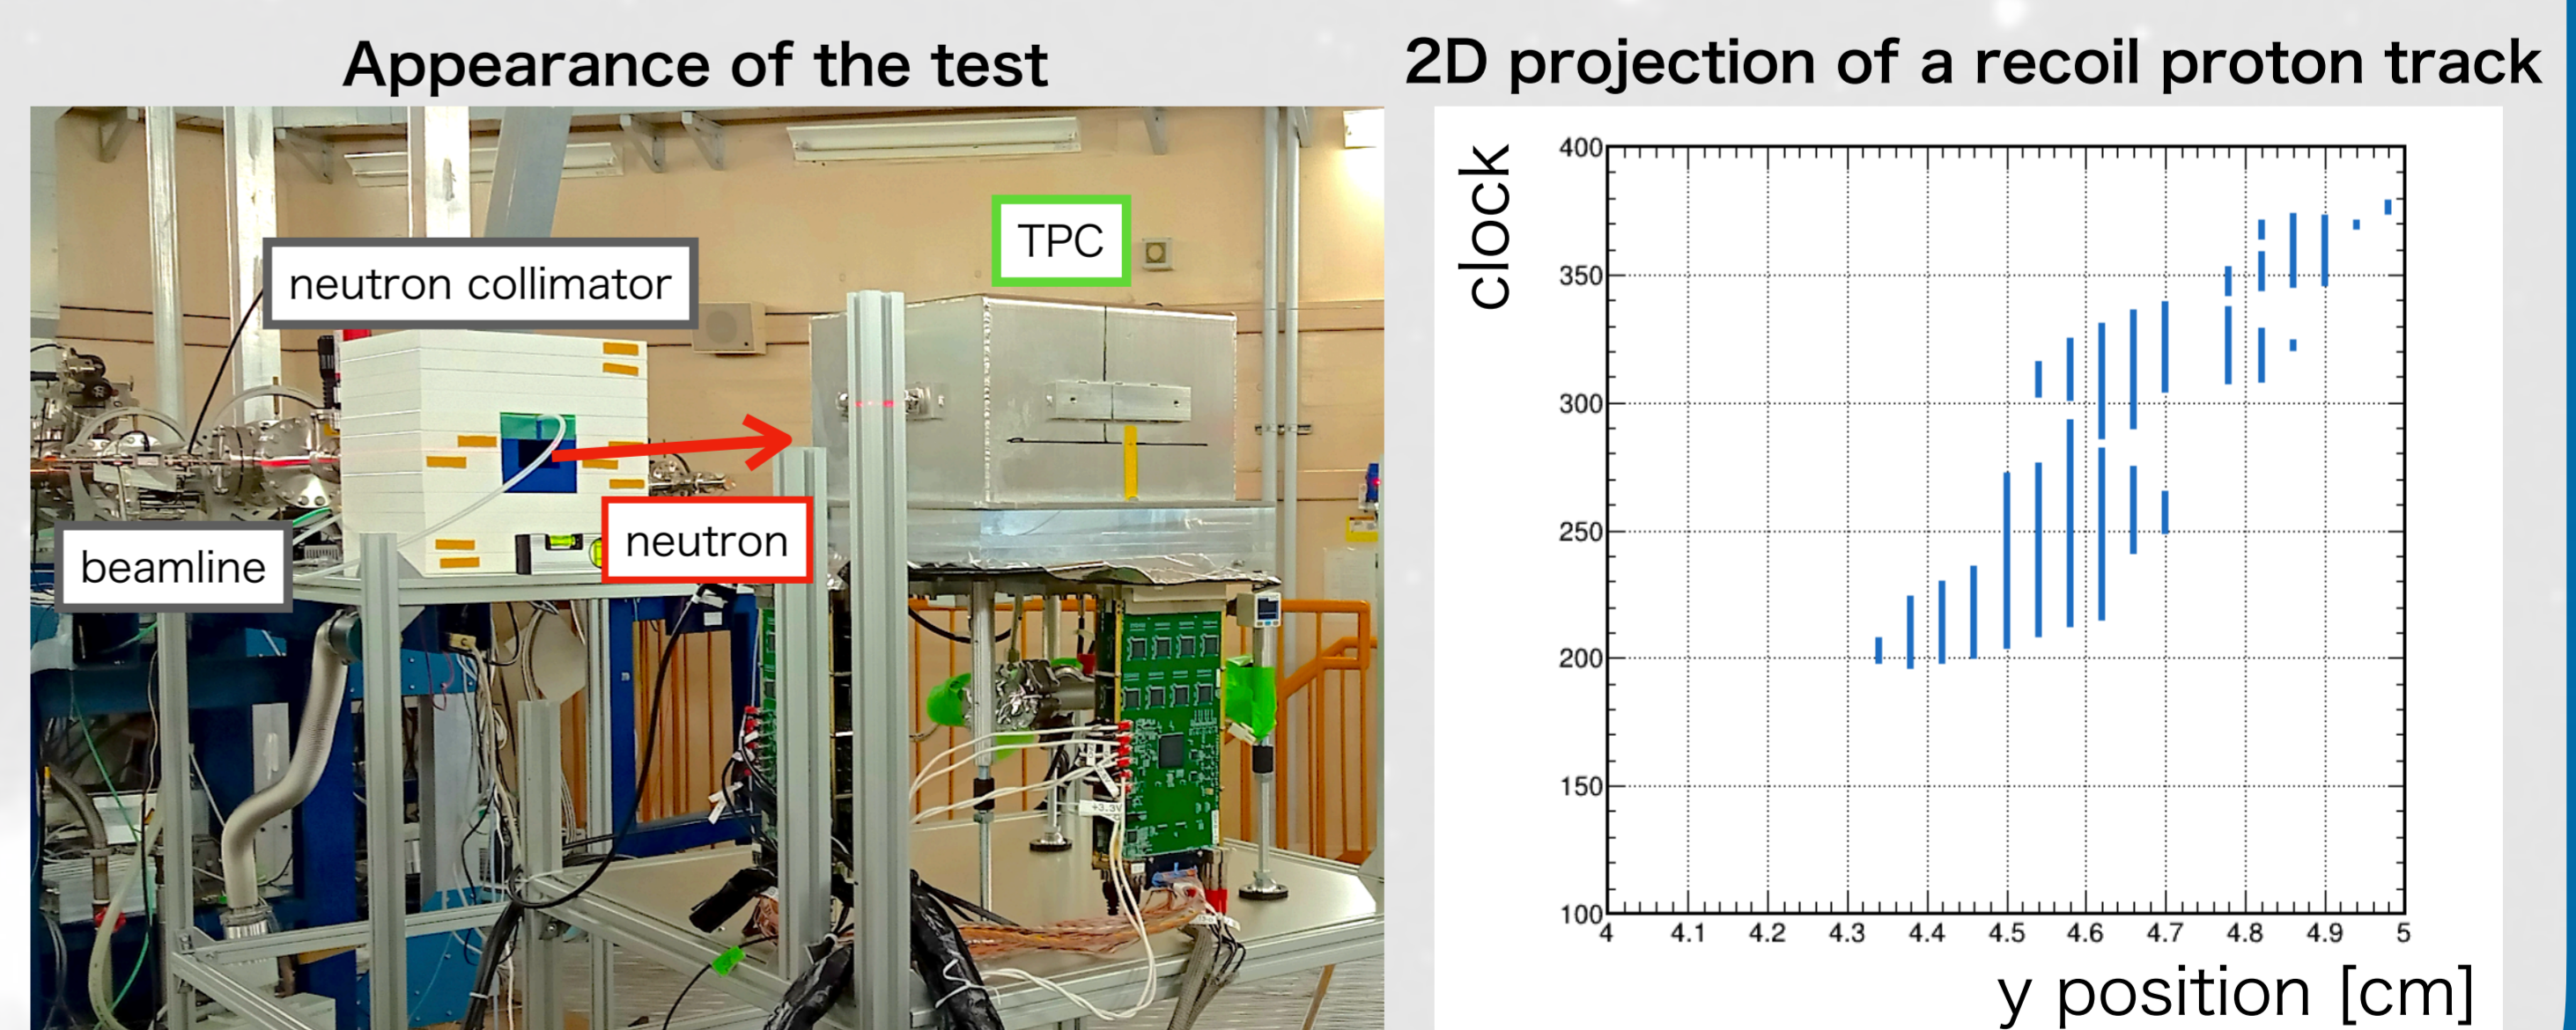 Appearance of the test
2D projection of a recoil proton track
neutron collimator
TPC
neutron
beamline
+3.3V
clock
400
350
300
250
200
150
100
4 4.1 4.2 4.3 4.4 4.5 4.6 4.7 4.8 4.9 5
y position [cm]